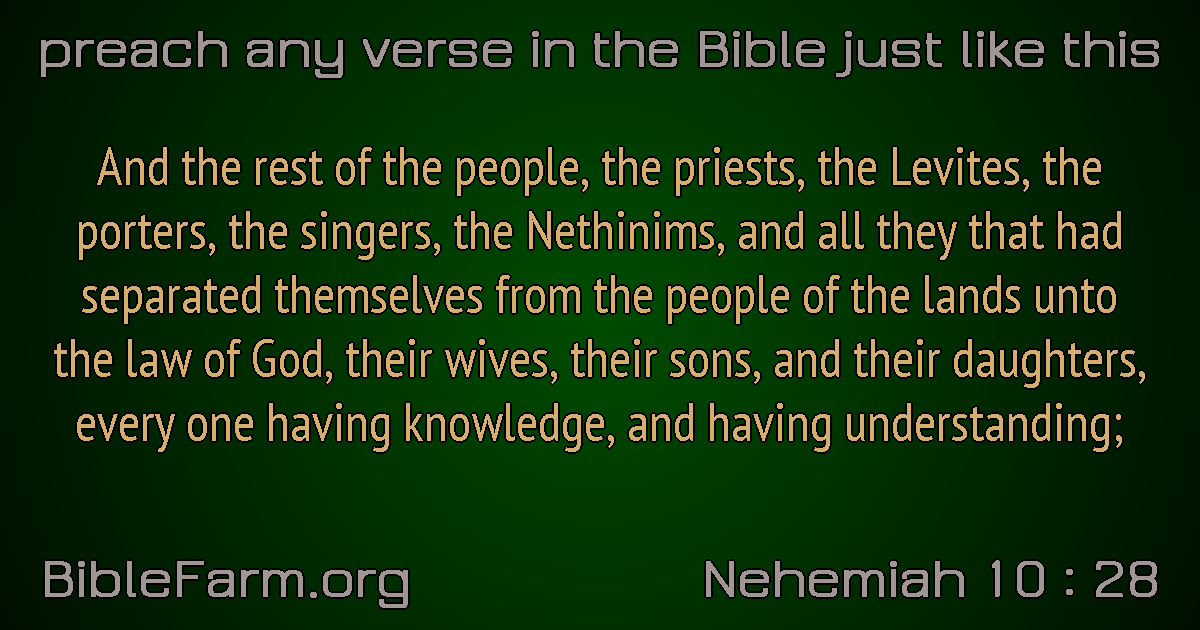 preach any verse in the Bible just like this
And the rest of the people, the priests, the Levites, the
porters, the singers, the Nethinims, and all they that had
separated themselves from the people of the lands unto
the law of God, their wives, their sons, and their daughters,
every one having knowledge, and having understanding;
BibleFarm.org
Nehemiah 10 : 28